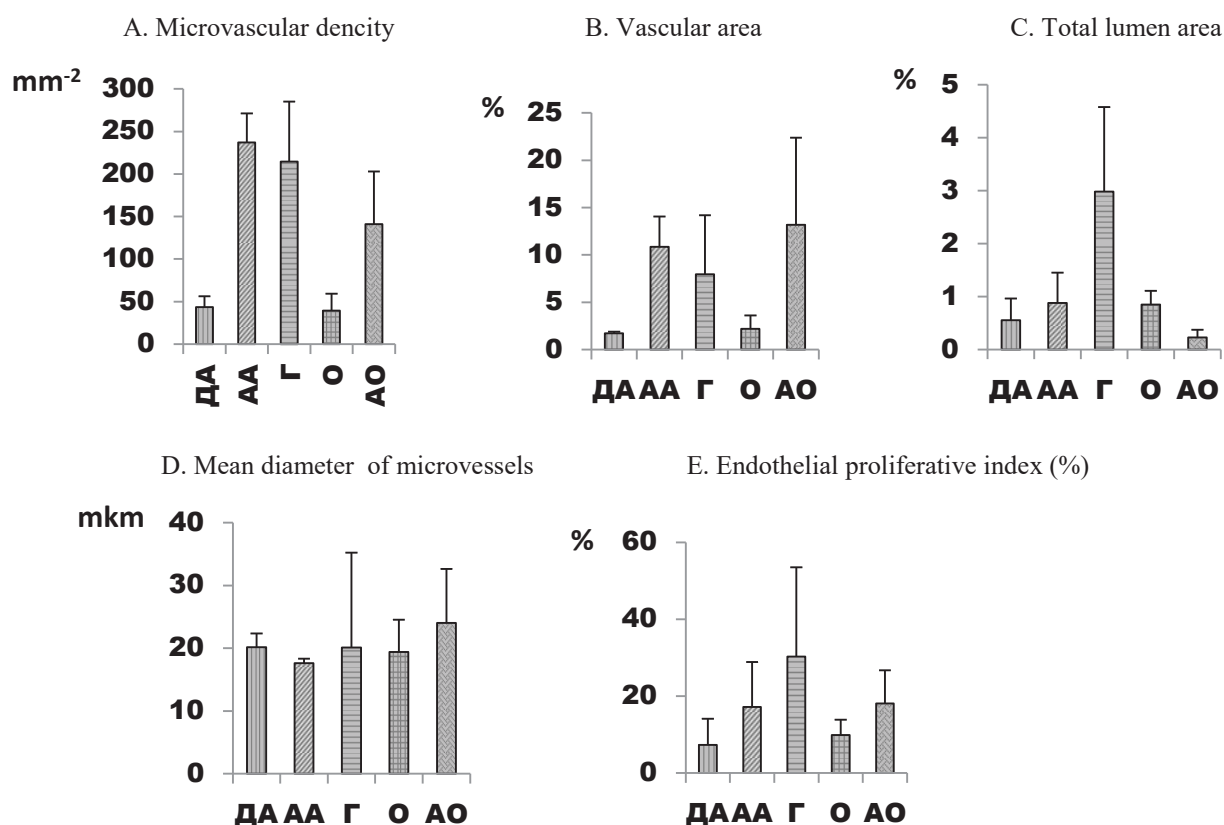 A. Microvascular dencity
B. Vascular area
C. Total lumen area
mm-2
300
250
200
150
100
50
0
ДА
АА
Г
О
АО
%
25
20
15
10
5
0
ДА АА Г О АО
%
5
4
3
2
1
0
ДА АА Г О АО
D. Mean diameter of microvessels
E. Endothelial proliferative index (%)
mkm
40
30
20
10
0
ДА АА Г О АО
%
60
40
20
0
ДА АА Г О АО